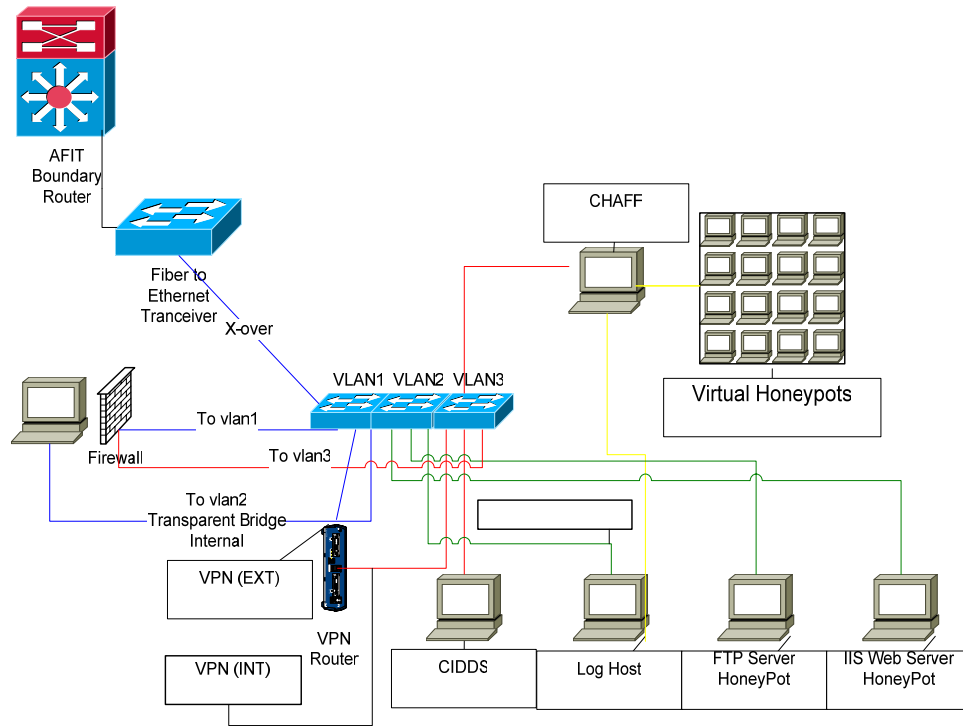 AFIT
Boundary
Router
Fiber to
Ethernet
Tranceiver
X-over
CHAFF
Virtual Honeypots
VLAN1
VLAN2
VLAN3
To vlan1
Firewall
To vlan3
To vlan2
Transparent Bridge
Internal
VPN (EXT)
VPN
Router
VPN (INT)
CIDDS
Log Host
FTP Server
HoneyPot
IIS Web Server
HoneyPot